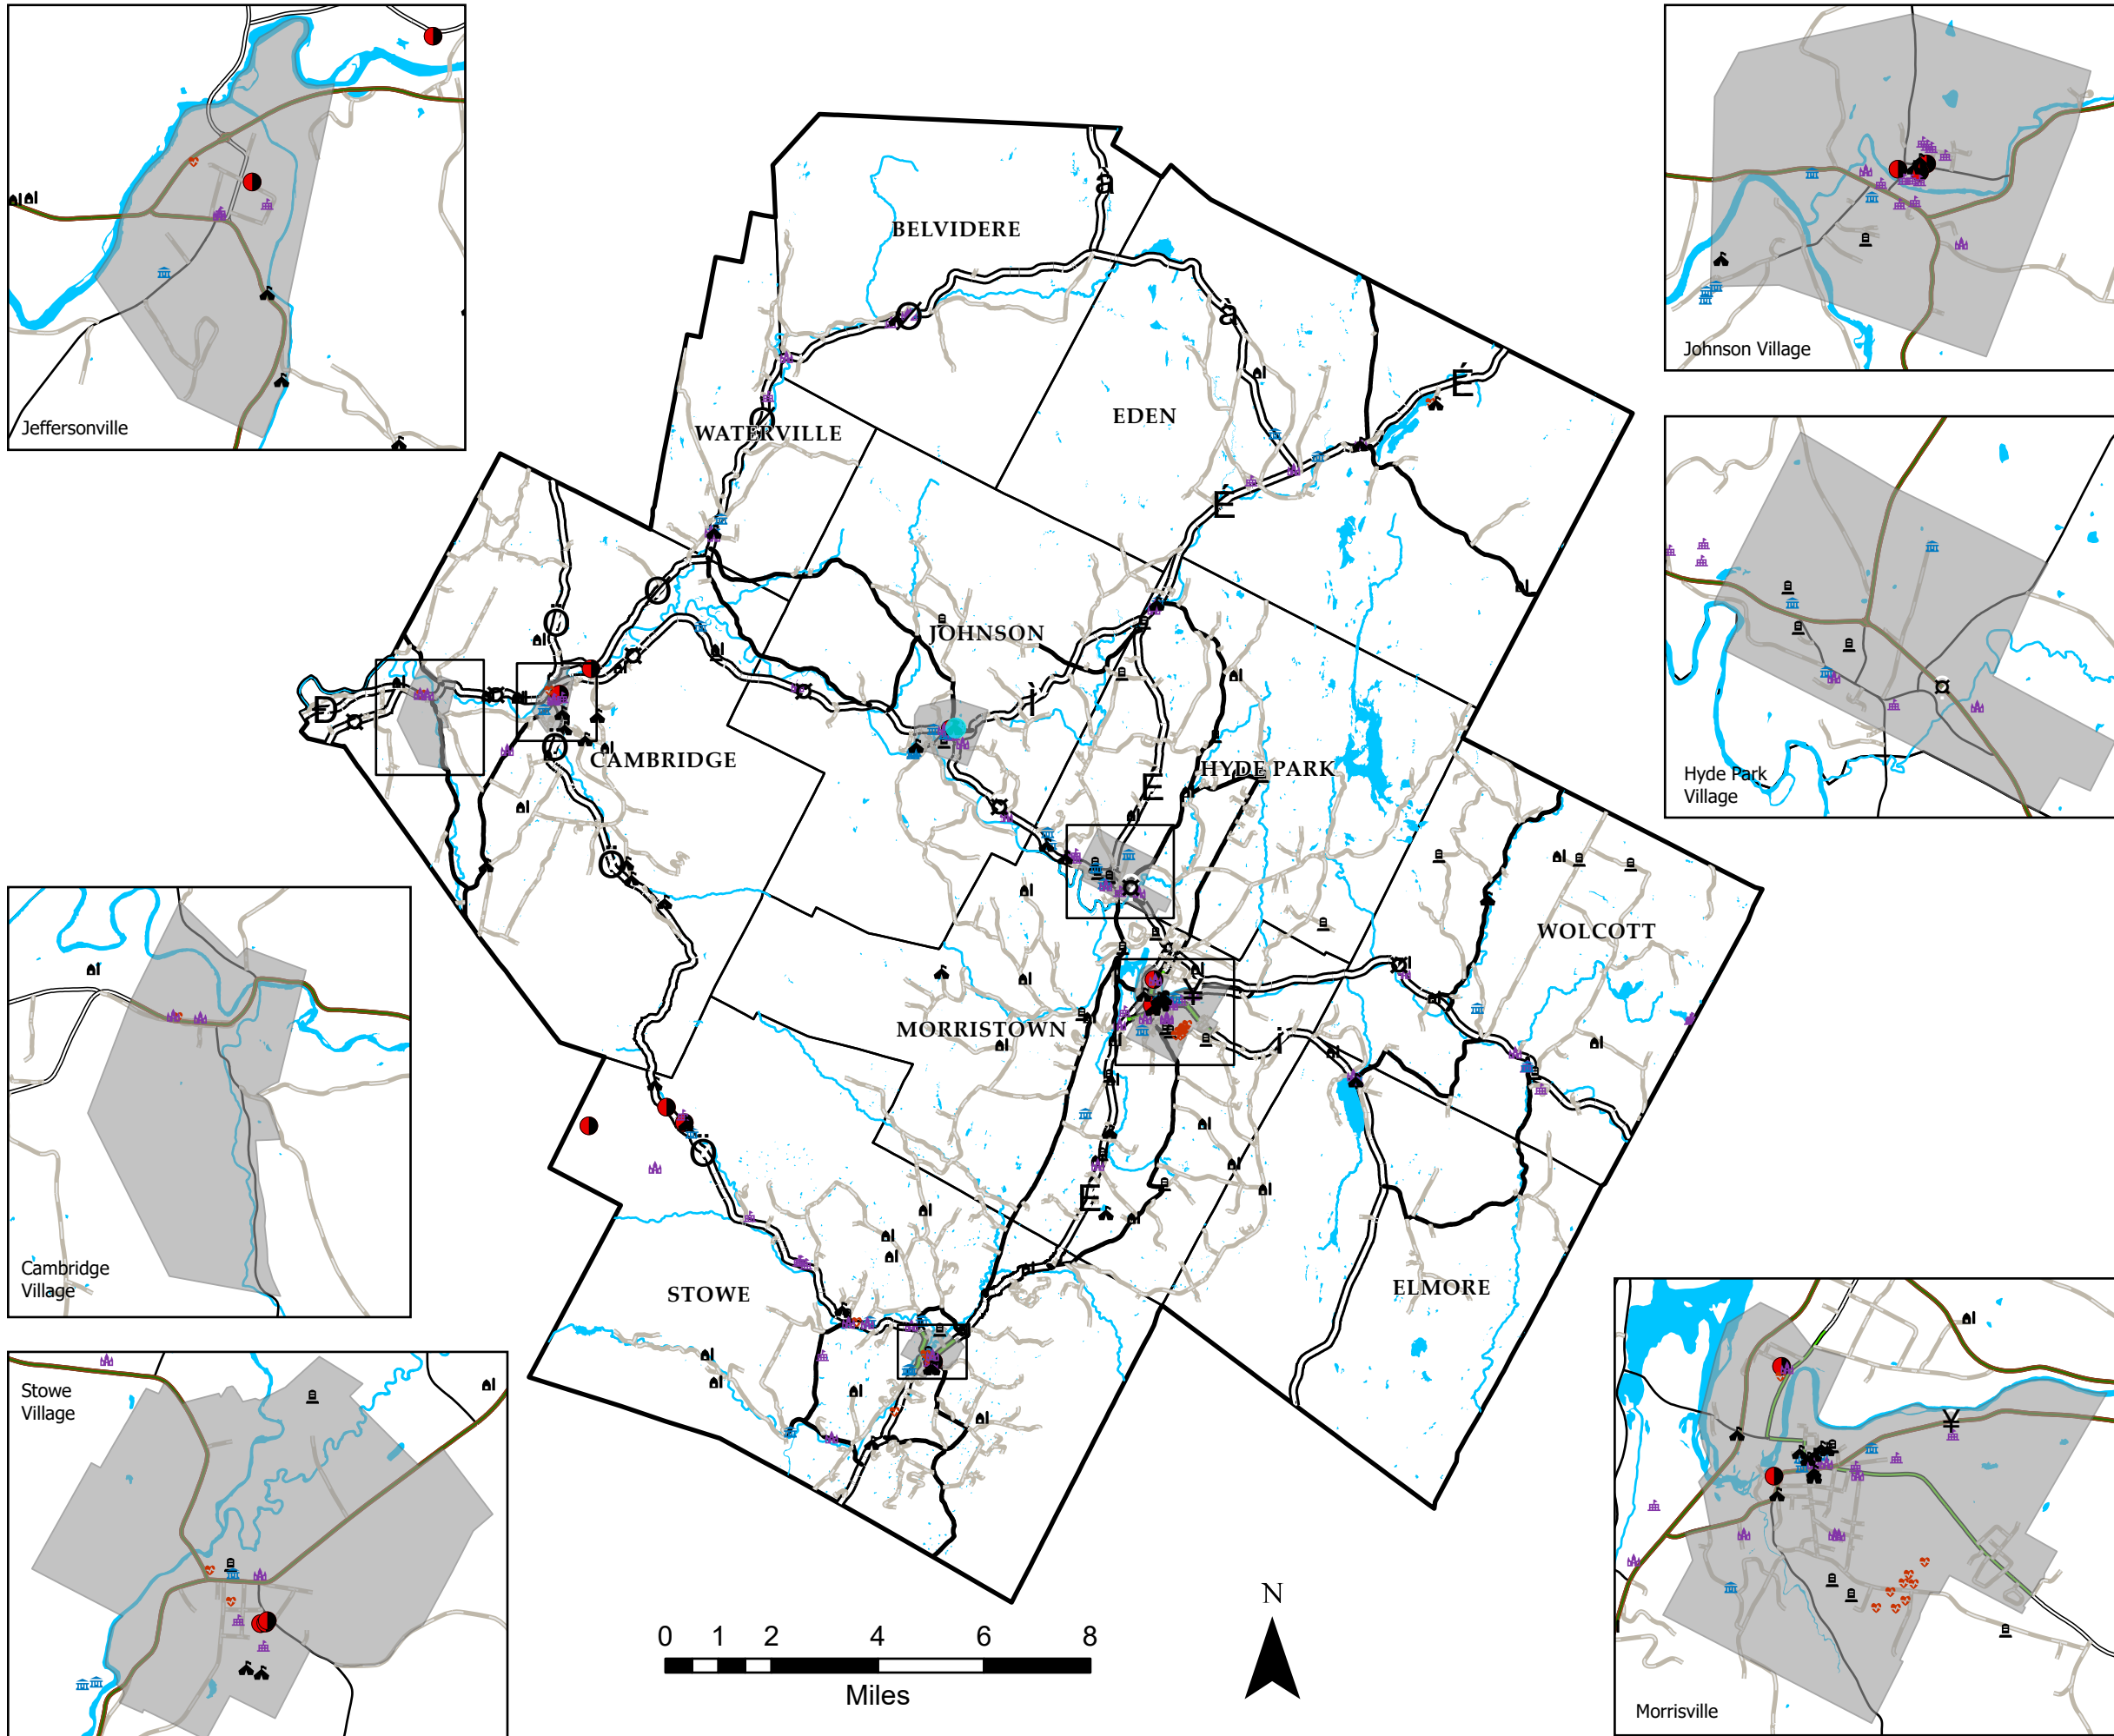 Jeffersonville
Johnson Village
BELVIDERE
à
à
Ø
WATERVILLE
EDEN
É
É
Hyde Park
Village
JOHNSON
CAMBRIDGE
HYDE PARK
WOLCOTT
MORRISTOWN
¥
i
Cambridge
Village
STOWE
ELMORE
Stowe
Village
¥
N
0 1 2 4 6 8
Miles
Morrisville